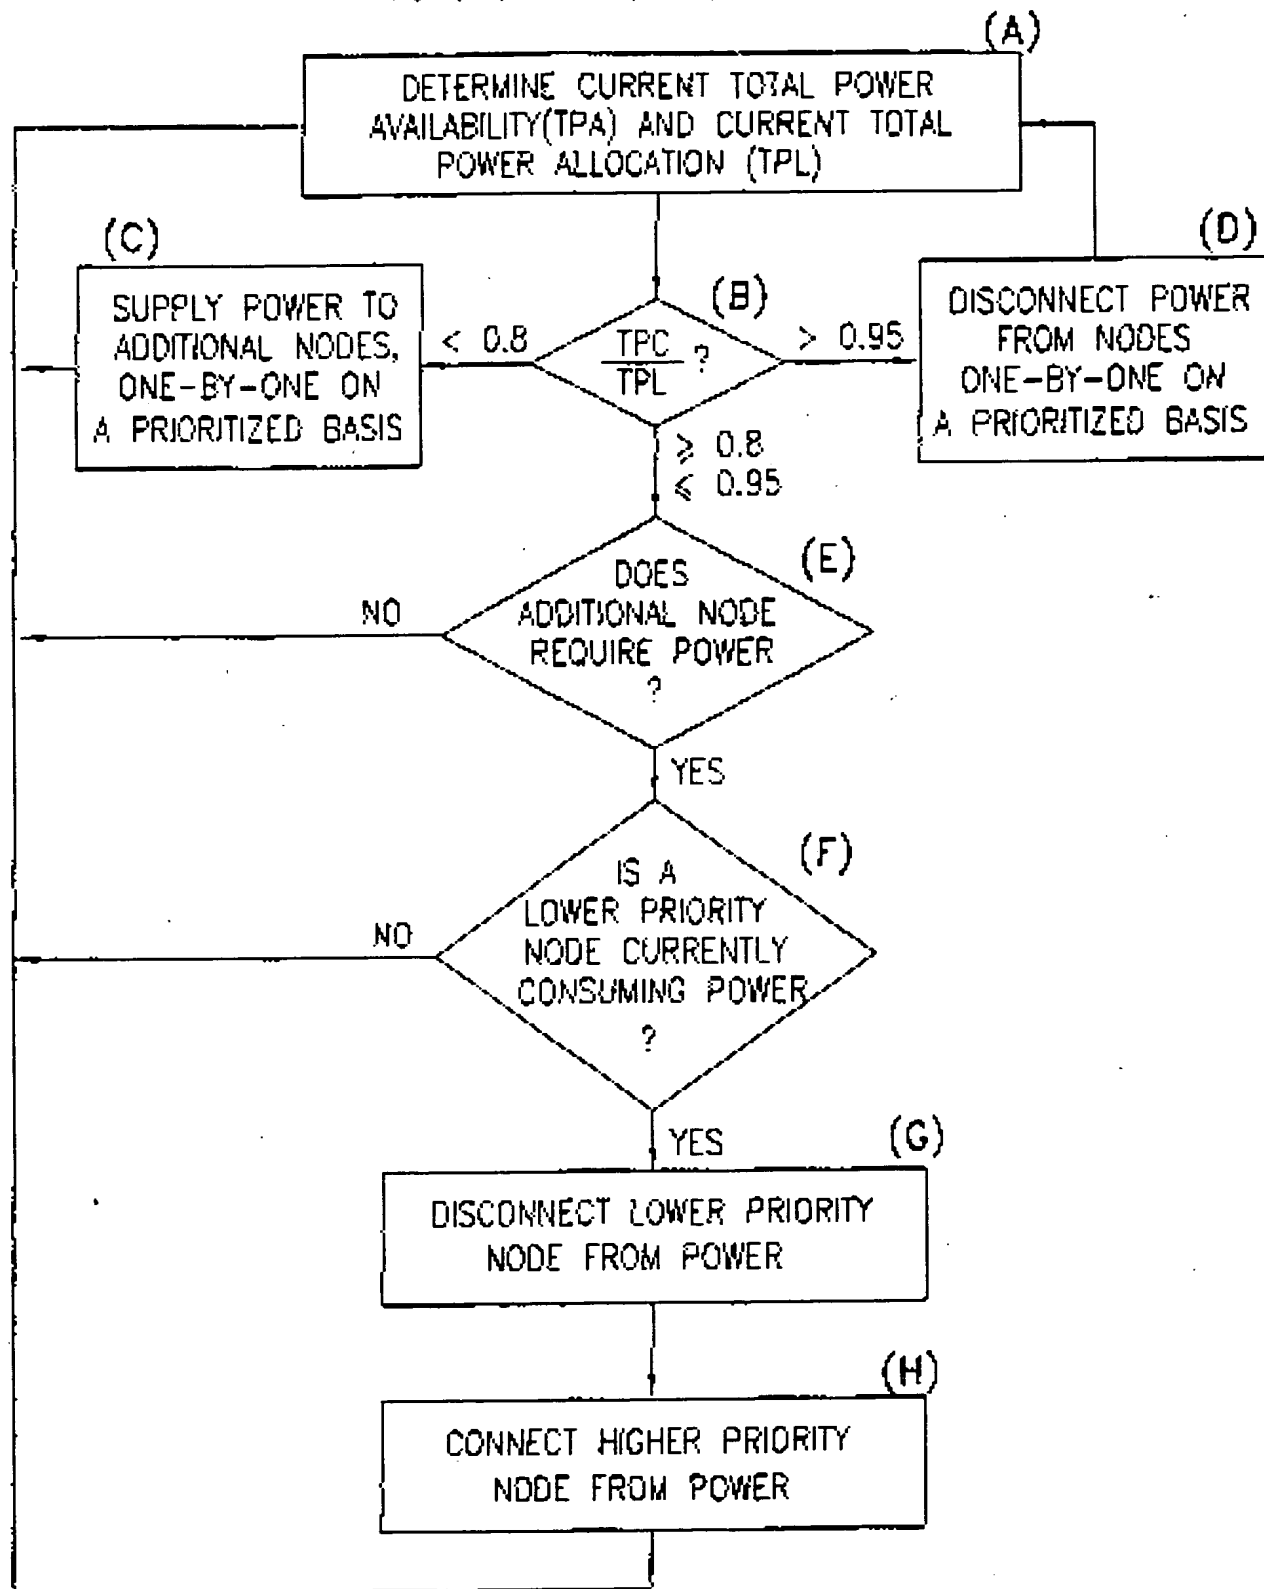 (A)
DETERMINE CURRENT TOTAL POWER
AVAILABILITY(TPA) AND CURRENT TOTAL
POWER ALLOCATION (TPL)
(C)
SUPPLY POWER TO
ADDITIONAL NODES,
ONE-BY-ONE ON
A PRIORITIZED BASIS
< 0.8
(B)
TPC
TPL
?
> 0.95
(D)
DISCONNECT POWER
FROM NODES
ONE-BY-ONE ON
A PRIORITIZED BASIS
⩾ 0.8
⩽ 0.95
(E)
DOES
ADDITIONAL NODE
REQUIRE POWER
?
NO
YES
(F)
IS A
LOWER PRIORITY
NODE CURRENTLY
CONSUMING POWER
?
NO
YES
(G)
DISCONNECT LOWER PRIORITY
NODE FROM POWER
(H)
CONNECT HIGHER PRIORITY
NODE FROM POWER